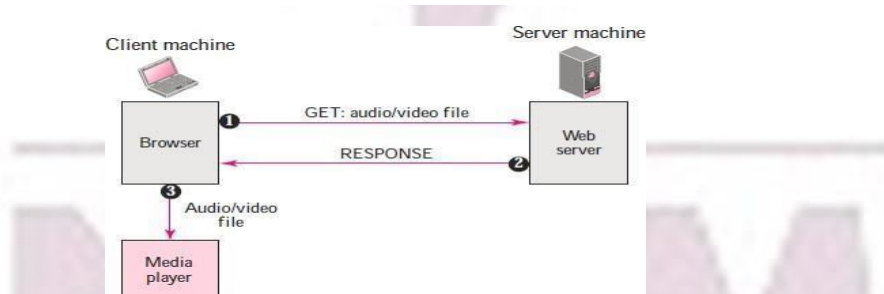 Client machine
Server machine
1
GET: audio/video file
Browser
Web
server
RESPONSE
2
3
Audio/video
file
Media
player